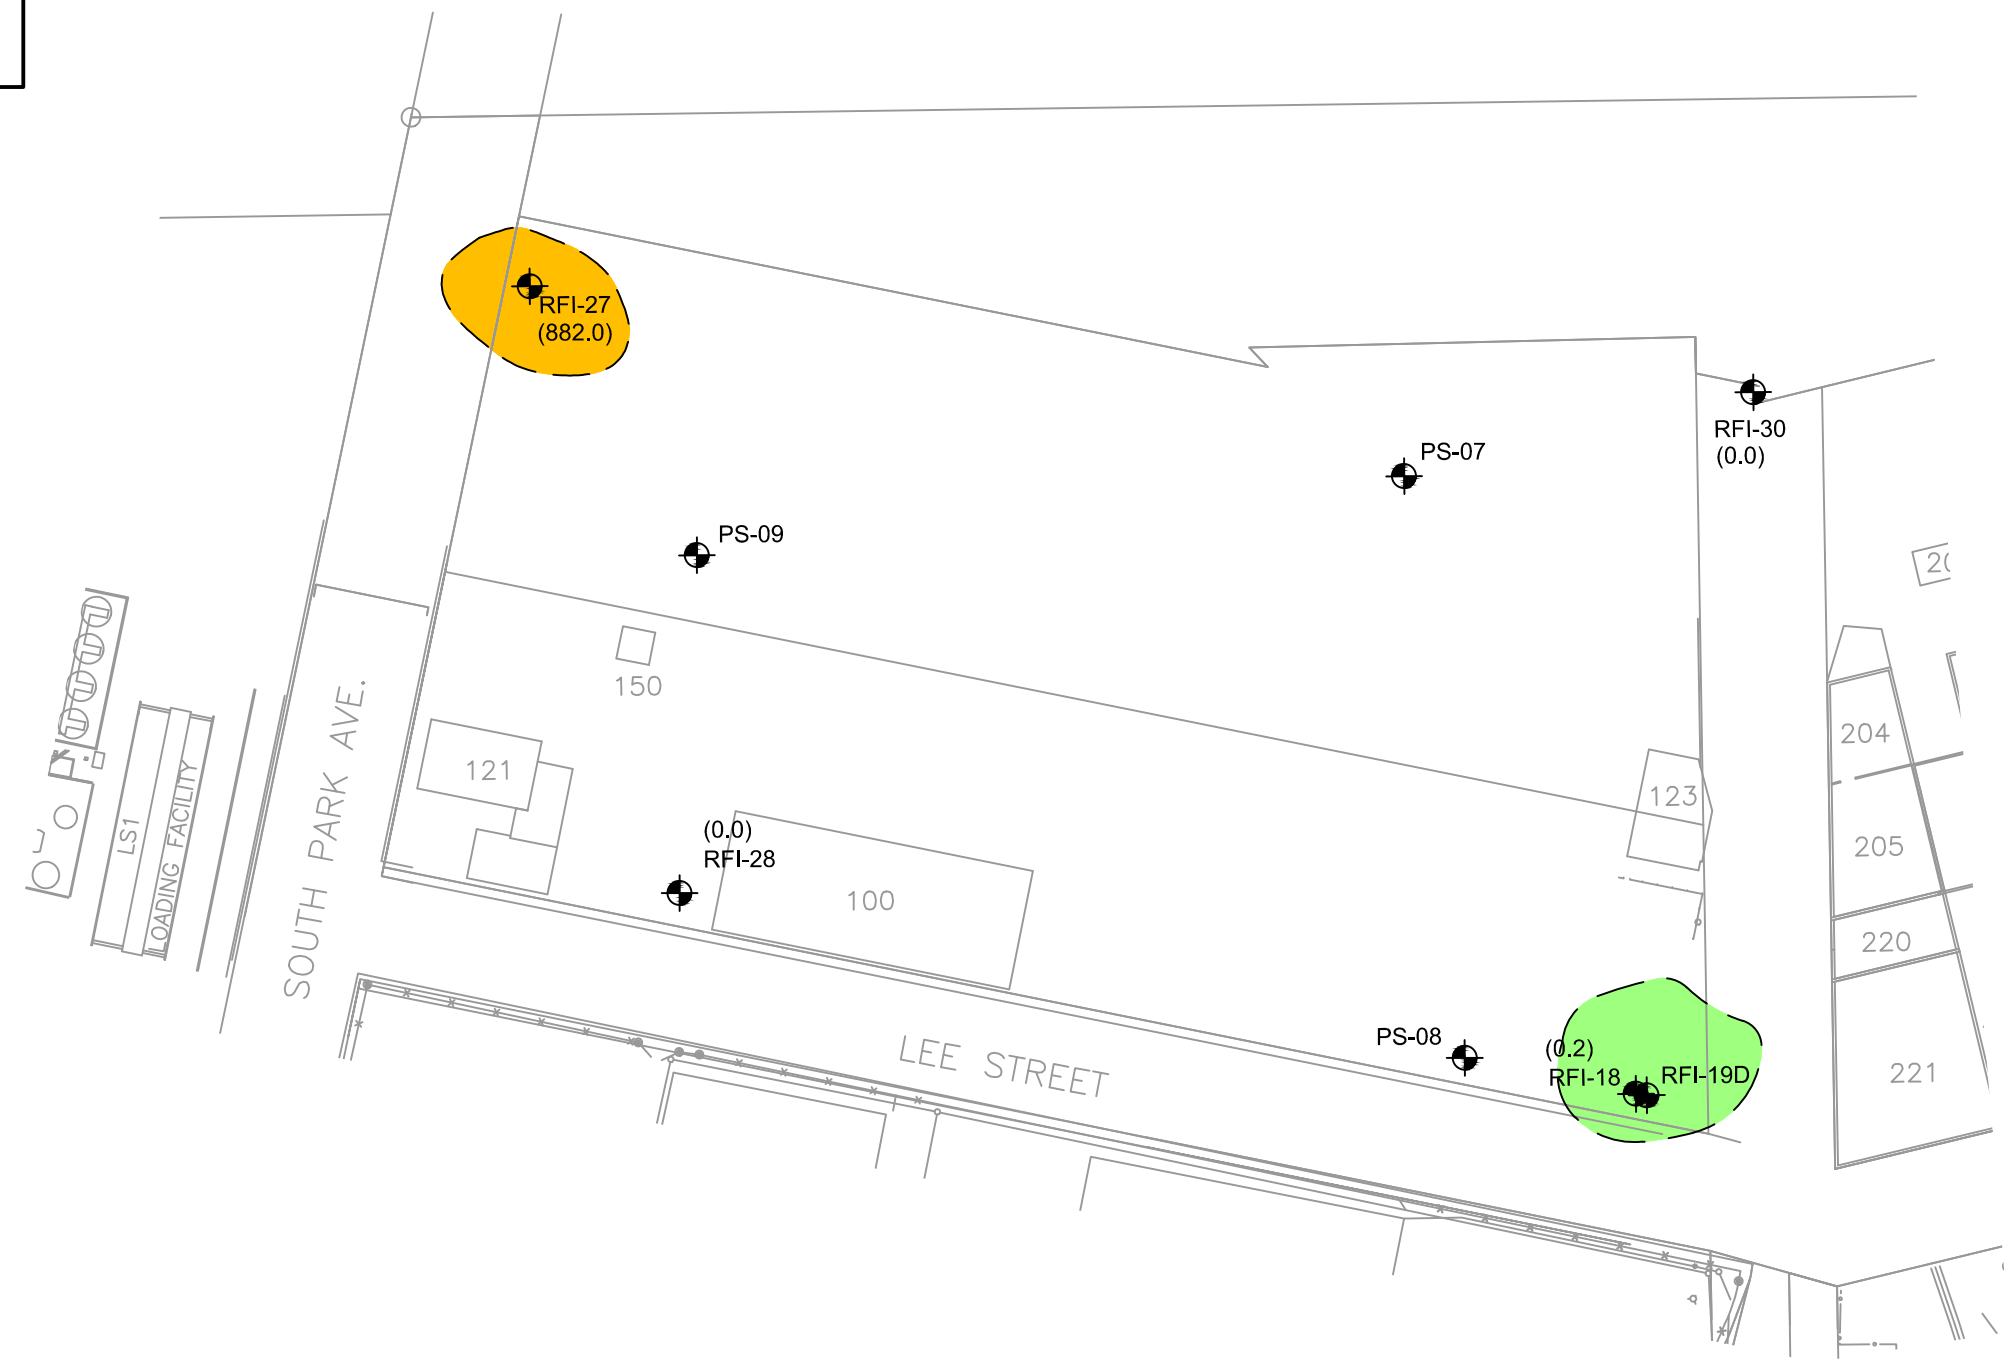 RFI-27
(882.0)
RFI-30
(0.0)
PS-07
PS-09
150
121
123
204
205
220
221
(0.0)
RFI-28
100
SOUTH PARK AVE.
LS1
LOADING FACILITY
LEE STREET
PS-08
(0.2)
RFI-18
RFI-19D